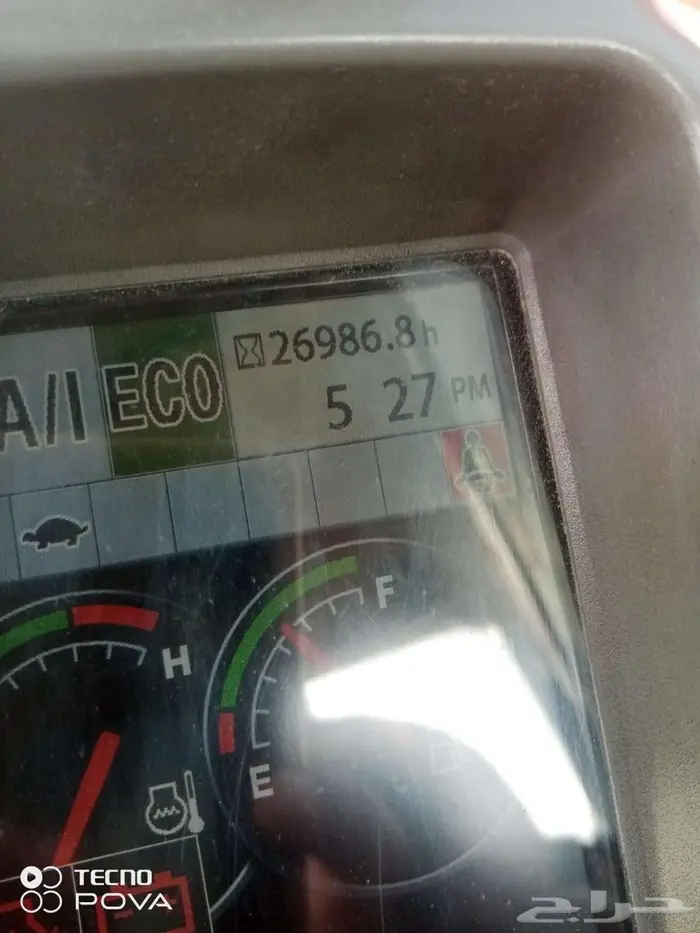 26986.8h
A/I ECO
5 27 PM
F
H
E
TECNO
POVA
حراج